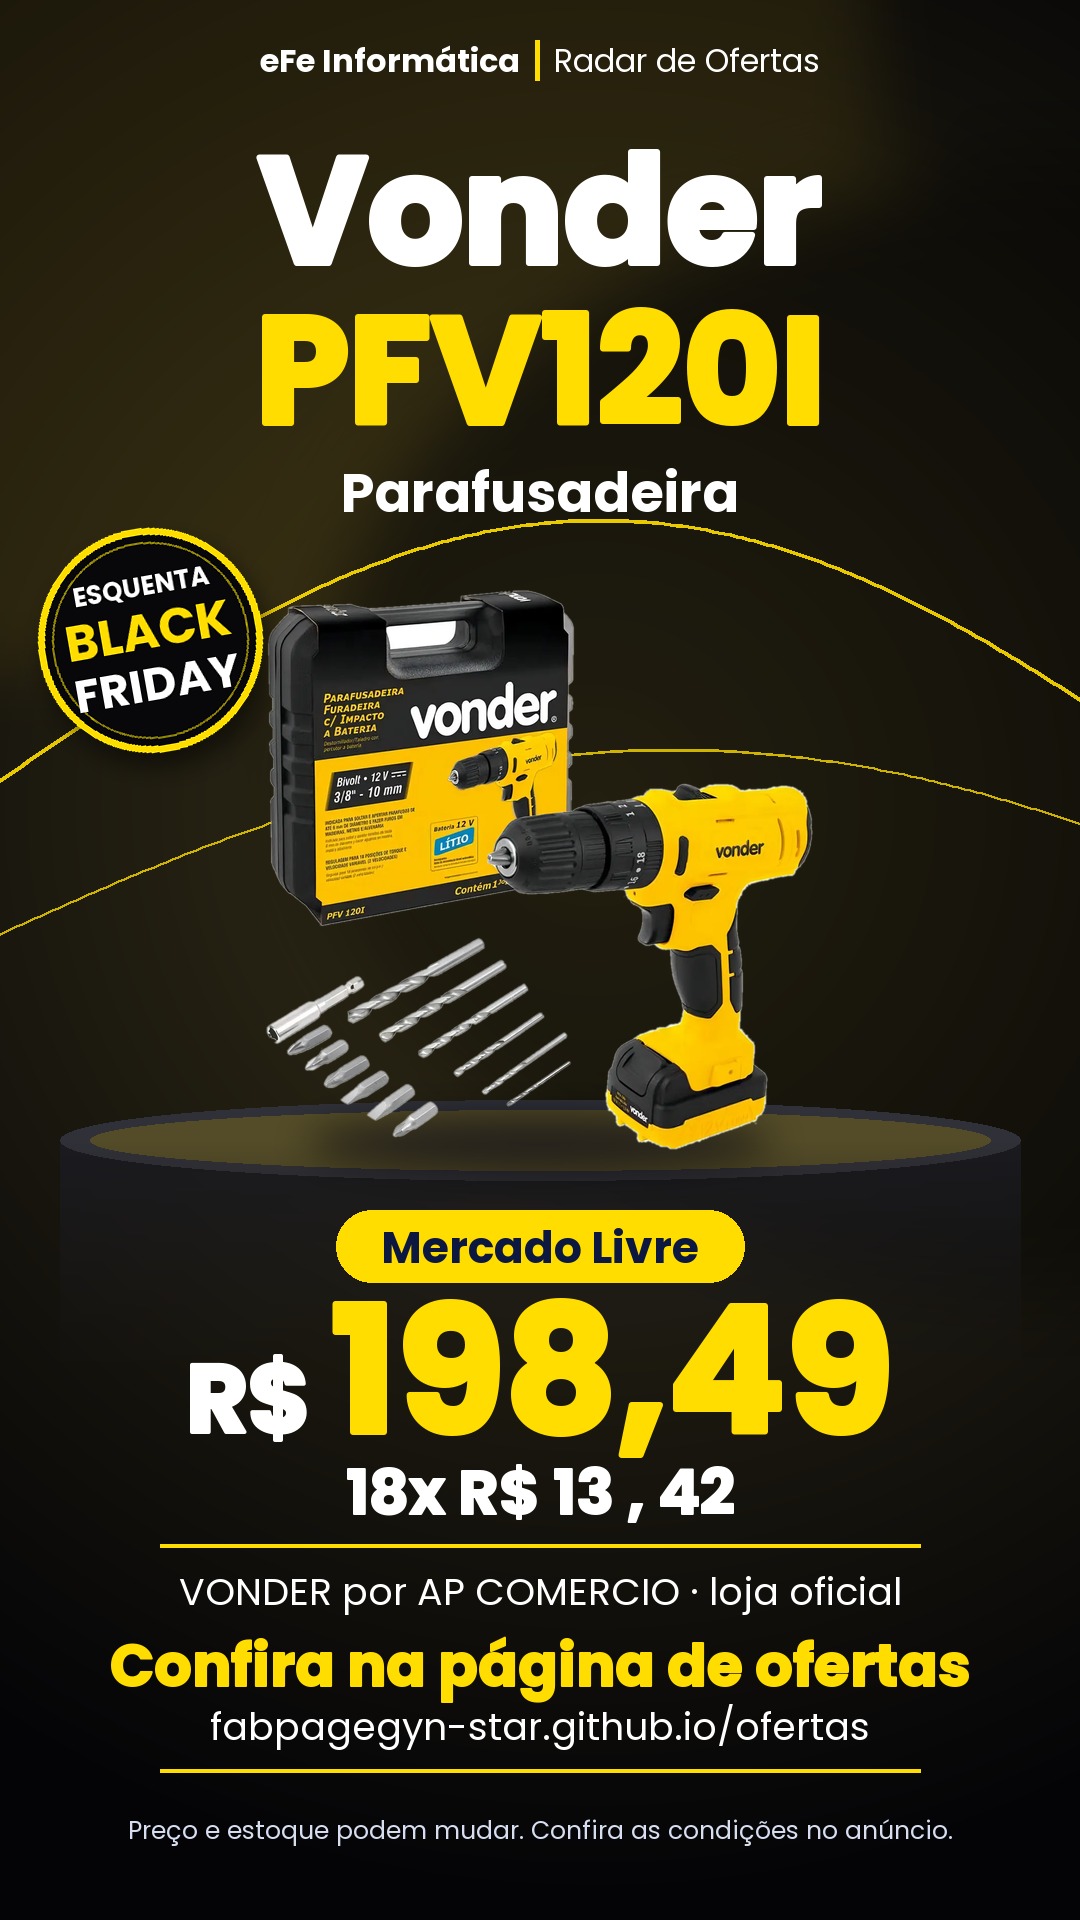 eFe Informática | Radar de Ofertas
Vonder
PFV120I
Parafusadeira
ESQUENTA
BLACK
FRIDAY
PARAFUSADEIRA
FURADEIRA
C/ IMPACTO
A BATERIA
vonder
Bivolt • 12 V
3/8" - 10 mm
Bateria 12 V
LÍTIO
Contém 1
PFV 120I
vonder
Mercado Livre
R$ 198,49
18x R$ 13 , 42
VONDER por AP COMERCIO · loja oficial
Confira na página de ofertas
fabpagegyn-star.github.io/ofertas
Preço e estoque podem mudar. Confira as condições no anúncio.